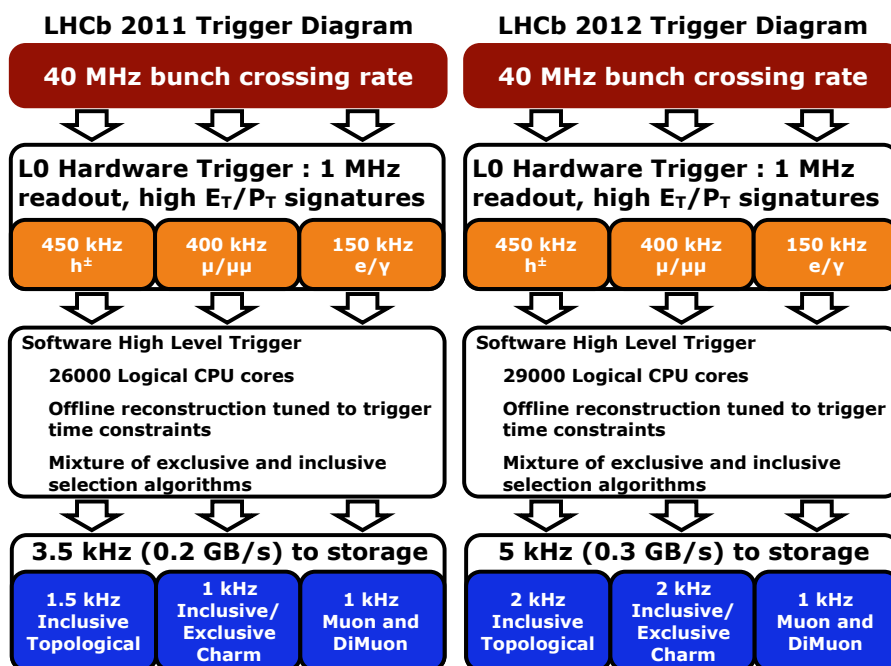 LHCb 2011 Trigger Diagram
40 MHz bunch crossing rate
L0 Hardware Trigger : 1 MHz
readout, high E_T/P_T signatures
450 kHz
h±
400 kHz
μ/μμ
150 kHz
e/γ
Software High Level Trigger
26000 Logical CPU cores
Offline reconstruction tuned to trigger
time constraints
Mixture of exclusive and inclusive
selection algorithms
3.5 kHz (0.2 GB/s) to storage
1.5 kHz
Inclusive
Topological
1 kHz
Inclusive/
Exclusive
Charm
1 kHz
Muon and
DiMuon
LHCb 2012 Trigger Diagram
40 MHz bunch crossing rate
L0 Hardware Trigger : 1 MHz
readout, high E_T/P_T signatures
450 kHz
h±
400 kHz
μ/μμ
150 kHz
e/γ
Software High Level Trigger
29000 Logical CPU cores
Offline reconstruction tuned to trigger
time constraints
Mixture of exclusive and inclusive
selection algorithms
5 kHz (0.3 GB/s) to storage
2 kHz
Inclusive
Topological
2 kHz
Inclusive/
Exclusive
Charm
1 kHz
Muon and
DiMuon